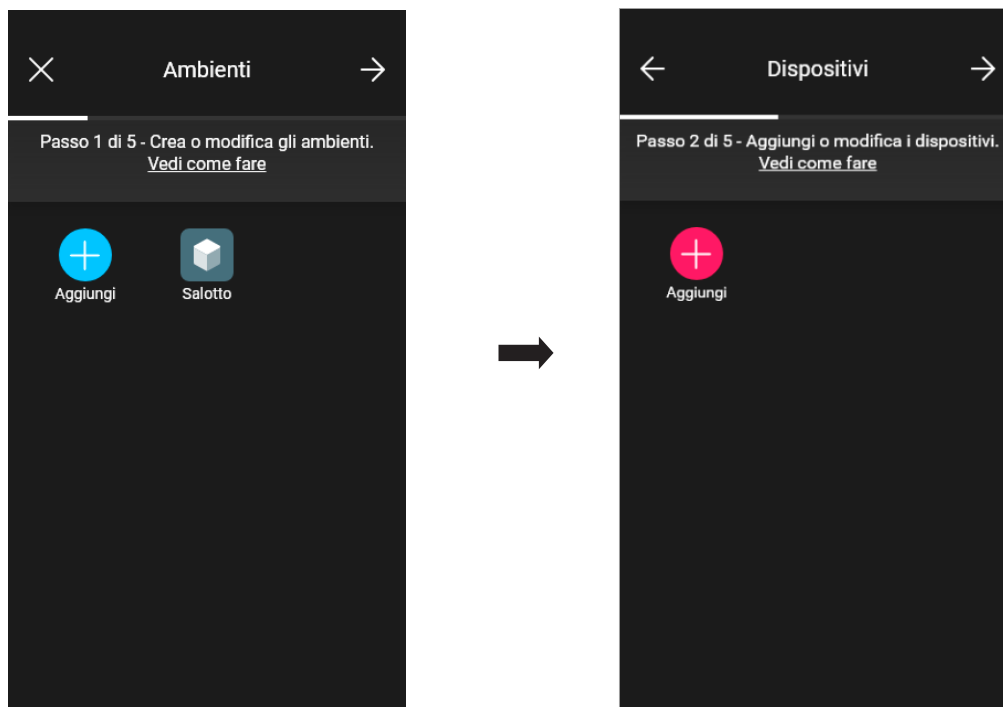 Ambienti
Passo 1 di 5 - Crea o modifica gli ambienti.
Vedi come fare
Aggiungi
Salotto
Dispositivi
Passo 2 di 5 - Aggiungi o modifica i dispositivi.
Vedi come fare
Aggiungi